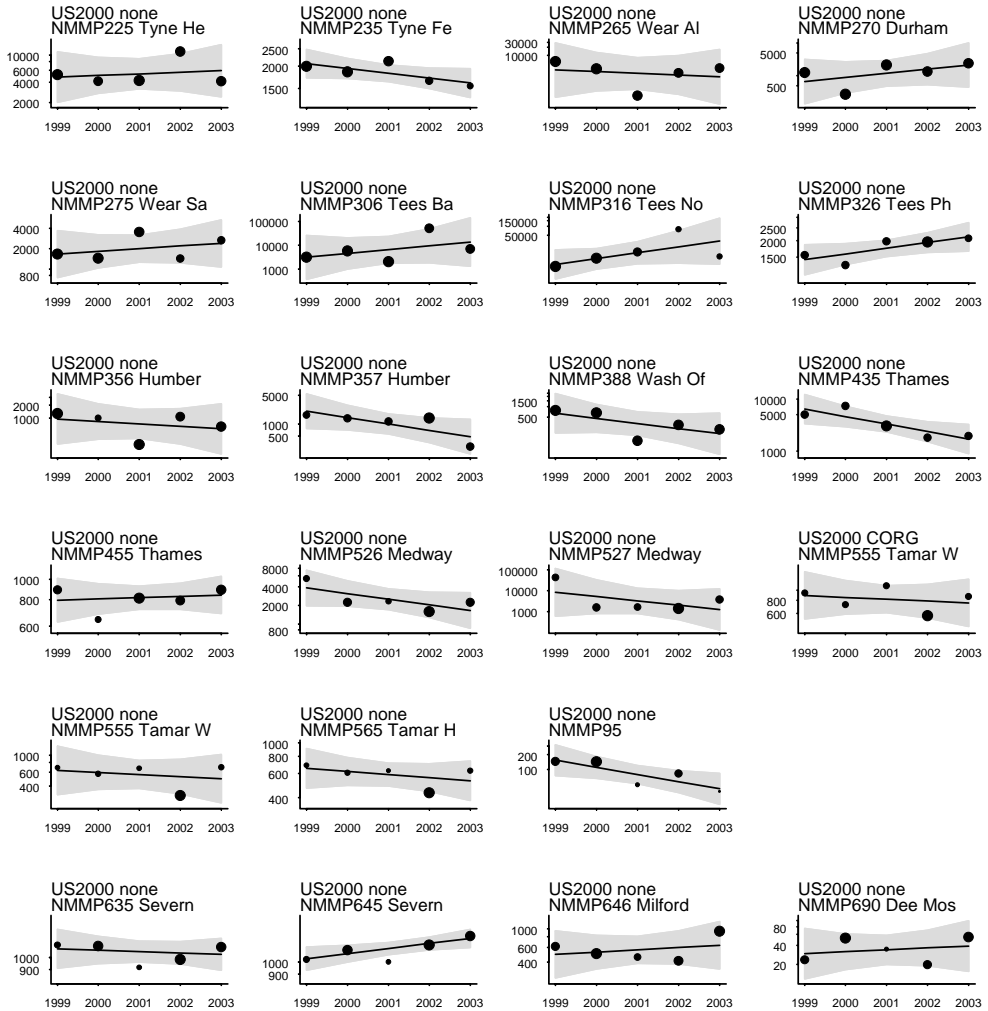 US2000 none
NMMP225 Tyne He
10000
6000
4000
2000
1999 2000 2001 2002 2003
US2000 none
NMMP235 Tyne Fe
2500
2000
1500
1999 2000 2001 2002 2003
US2000 none
NMMP265 Wear Al
30000
10000
1999 2000 2001 2002 2003
US2000 none
NMMP270 Durham
5000
500
1999 2000 2001 2002 2003
US2000 none
NMMP275 Wear Sa
4000
2000
800
1999 2000 2001 2002 2003
US2000 none
NMMP306 Tees Ba
100000
10000
1000
1999 2000 2001 2002 2003
US2000 none
NMMP316 Tees No
150000
50000
1999 2000 2001 2002 2003
US2000 none
NMMP326 Tees Ph
2500
2000
1500
1999 2000 2001 2002 2003
US2000 none
NMMP356 Humber
2000
1000
1999 2000 2001 2002 2003
US2000 none
NMMP357 Humber
5000
1000
500
1999 2000 2001 2002 2003
US2000 none
NMMP388 Wash Of
1500
500
1999 2000 2001 2002 2003
US2000 none
NMMP435 Thames
10000
5000
1000
1999 2000 2001 2002 2003
US2000 none
NMMP455 Thames
1000
800
600
1999 2000 2001 2002 2003
US2000 none
NMMP526 Medway
8000
4000
2000
800
1999 2000 2001 2002 2003
US2000 none
NMMP527 Medway
100000
10000
1000
1999 2000 2001 2002 2003
US2000 CORG
NMMP555 Tamar W
800
600
1999 2000 2001 2002 2003
US2000 none
NMMP555 Tamar W
1000
600
400
1999 2000 2001 2002 2003
US2000 none
NMMP565 Tamar H
1000
800
600
400
1999 2000 2001 2002 2003
US2000 none
NMMP95
200
100
1999 2000 2001 2002 2003
US2000 none
NMMP635 Severn
1000
900
1999 2000 2001 2002 2003
US2000 none
NMMP645 Severn
1000
900
1999 2000 2001 2002 2003
US2000 none
NMMP646 Milford
1000
600
400
1999 2000 2001 2002 2003
US2000 none
NMMP690 Dee Mos
80
40
20
1999 2000 2001 2002 2003